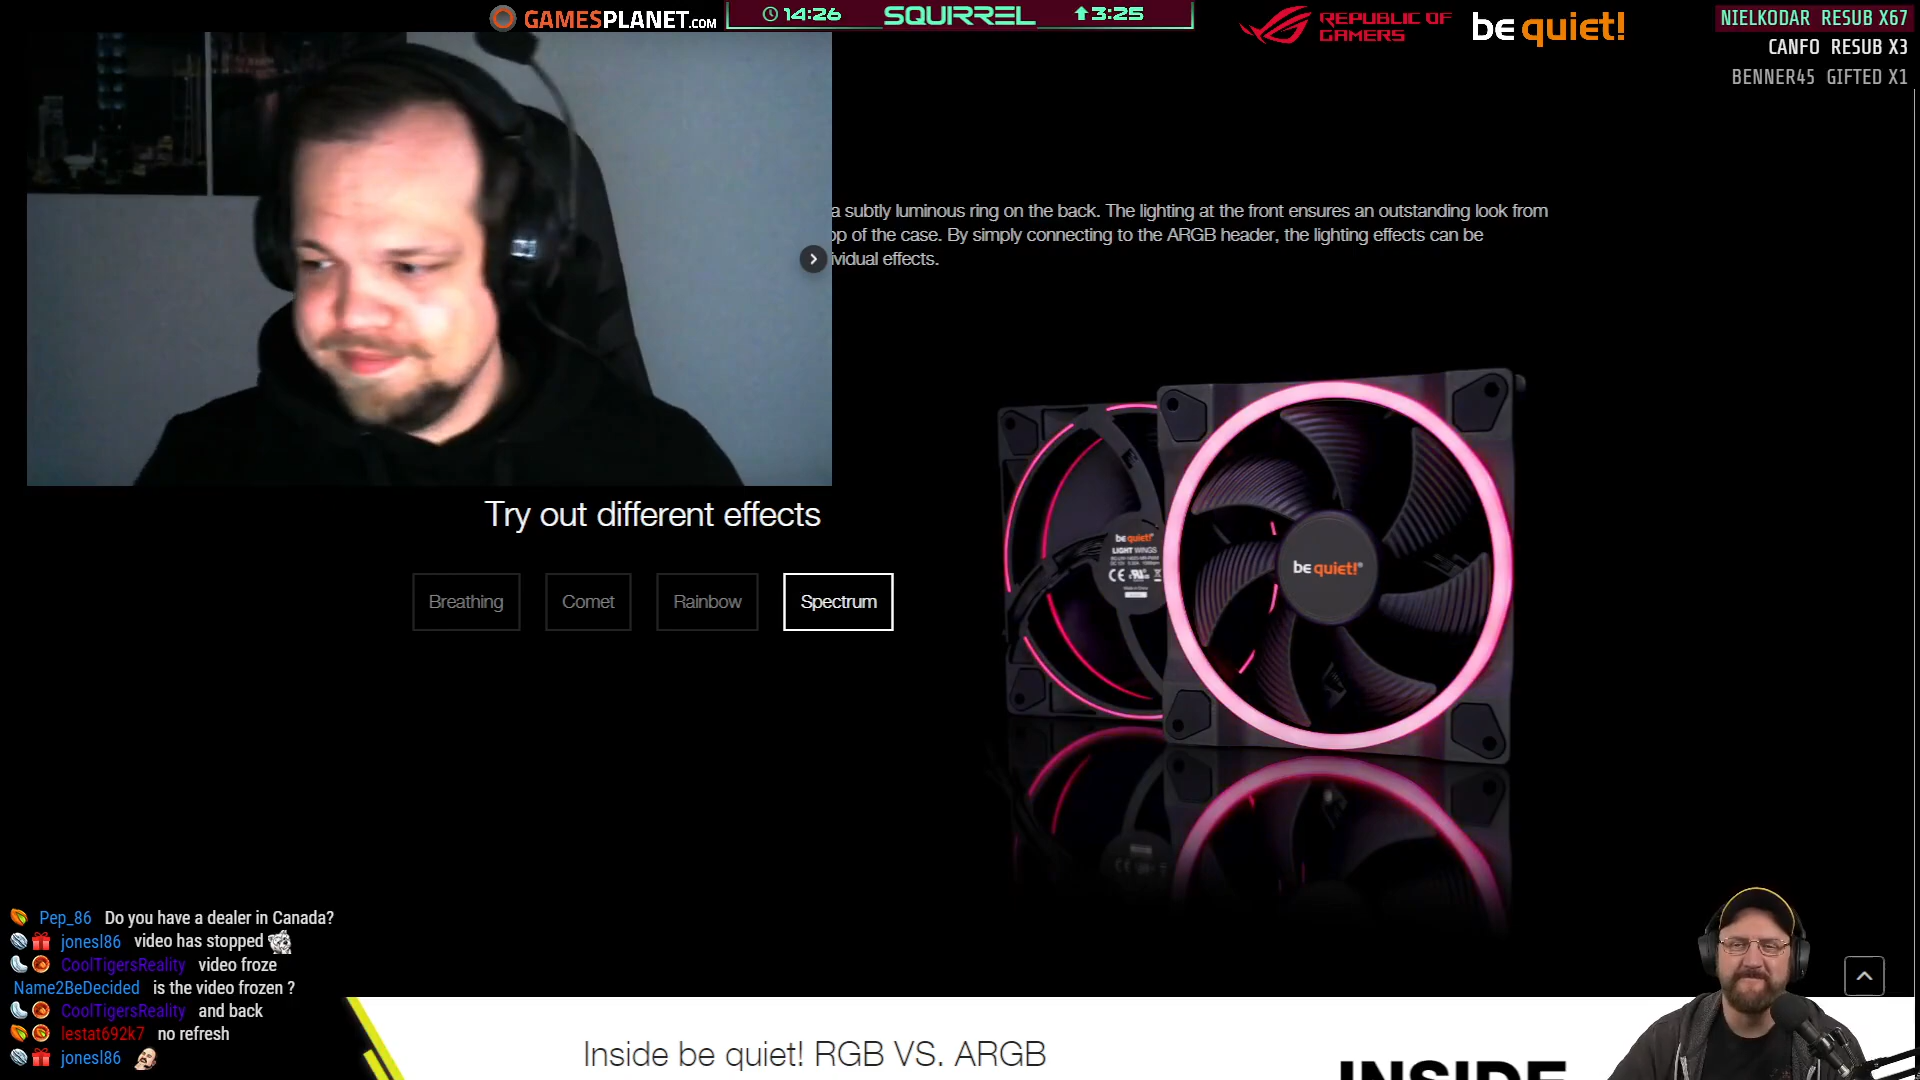 GAMESPLANET.COM
14:26 SQUIRREL 3:25
REPUBLIC OF
GAMERS
be quiet!
NIELKODAR RESUB X67
CANFO RESUB X3
BENNER45 GIFTED X1
a subtly luminous ring on the back. The lighting at the front ensures an outstanding look from
op of the case. By simply connecting to the ARGB header, the lighting effects can be
ividual effects.
Try out different effects
Breathing Comet Rainbow Spectrum
be quiet!
LIGHT WINGS
be quiet!
Pep_86 Do you have a dealer in Canada?
jonesl86 video has stopped
CoolTigersReality video froze
Name2BeDecided is the video frozen ?
CoolTigersReality and back
lestat692k7 no refresh
jonesl86
Inside be quiet! RGB VS. ARGB
INSIDE